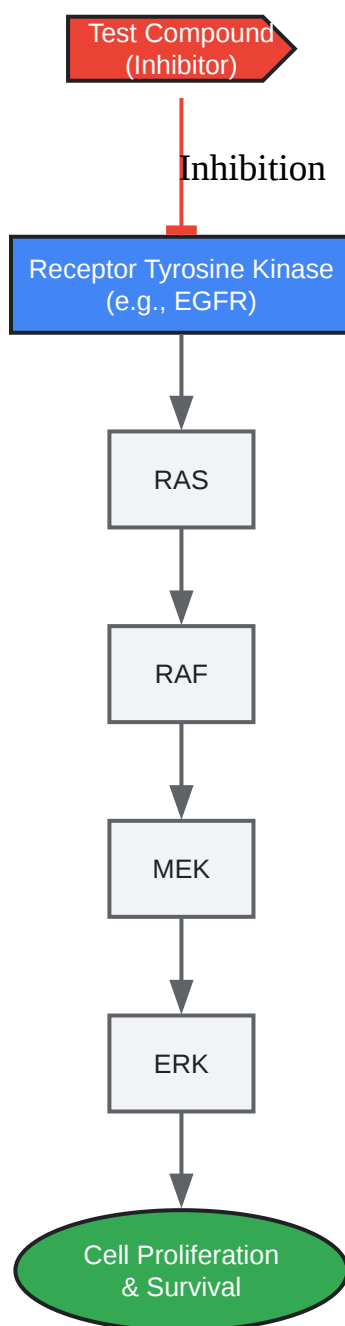 Test Compound
(Inhibitor)
Inhibition
Receptor Tyrosine Kinase
(e.g., EGFR)
RAS
RAF
MEK
ERK
Cell Proliferation
& Survival